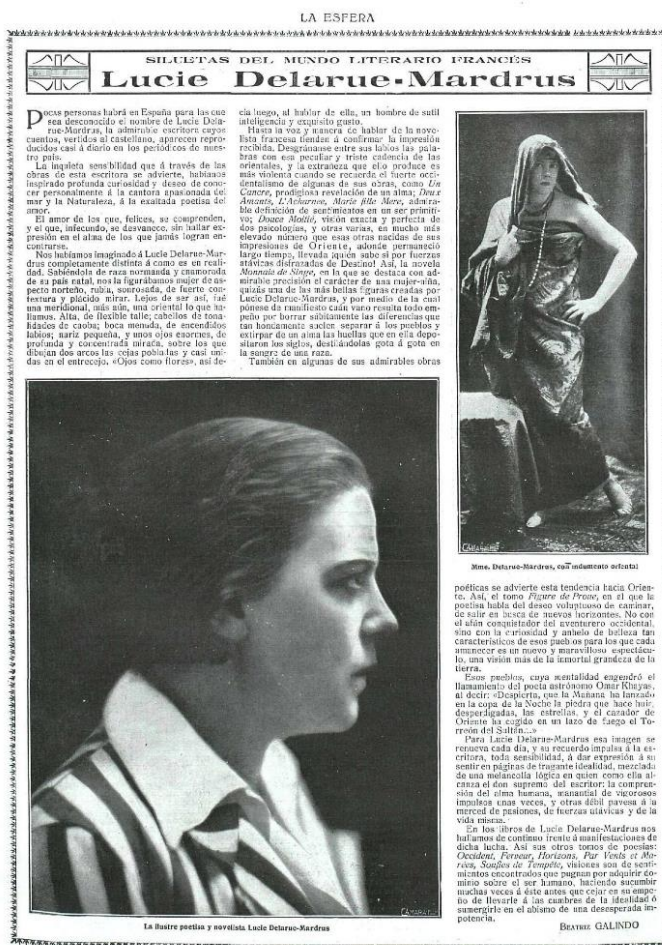 LA ESFERA
SILUETAS DEL MUNDO LITERARIO FRANCÉS
Lucie Delarue-Mardrus
POCAS personas habrá en España para las que
sea desconocido el nombre de Lucie Dela-
rue-Mardrus, la admirable escritora cuyos
cuentos, vertidos al castellano, aparecen repro-
ducidos casi á diario en los periódicos de nues-
tro país.
La inquieta sensibilidad que á través de las
obras de esta escritora se advierte, habíanos
inspirado profunda curiosidad y deseo de cono-
cer personalmente á la cantora apasionada del
mar y la Naturaleza, á la exaltada poetisa del
amor.
El amor de los que, felices, se comprenden,
y el que, infecundo, se desvanece, sin hallar ex-
presión en el alma de los que jamás logran en-
contrarse.
Nos habíamos imaginado á Lucie Delarue-Mar-
drus completamente distinta á como es en reali-
dad. Sabiéndola de raza normanda y enamorada
de su país natal, nos la figurábamos mujer de as-
pecto norteño, rubia, sonrosada, de fuerte con-
textura y plácido mirar. Lejos de ser así, fué
una meridional, más aún, una oriental lo que ha-
llamos. Alta, de flexible talle; cabellos de tona-
lidades de caoba; boca menuda, de encendidos
labios; nariz pequeña, y unos ojos enormes, de
profunda y concentrada mirada, sobre los que
dibujan dos arcos las cejas pobladas y casi uni-
das en el entrecejo. «Ojos como flores», así de-
cía luego, al hablar de ella, un hombre de sutil
inteligencia y exquisito gusto.
Hasta la voz y manera de hablar de la nove-
lista francesa tienden á confirmar la impresión
recibida. Desgránanse entre sus labios las pala-
bras con esa peculiar y triste cadencia de los
orientales, y la extrañeza que ello produce es
más violenta cuando se recuerda el fuerte occi-
dentalismo de algunas de sus obras, como Un
Cancre, prodigiosa revelación de un alma; Deux
Amants, L'Acharnee, Marie fille Mere, admira-
ble definición de sentimientos en un ser primiti-
vo; Douce Moitié, visión exacta y perfecta de
dos psicologías, y otras varias, en mucho más
elevado número que esas otras nacidas de sus
impresiones de Oriente, adonde permaneció
largo tiempo, llevada ¡quién sabe si por fuerzas
atávicas disfrazadas de Destino! Así, la novela
Monnaie de Singe, en la que se destaca con ad-
mirable precisión el carácter de una mujer-niña,
quizás una de las más bellas figuras creadas por
Lucie Delarue-Mardrus, y por medio de la cual
pónese de manifiesto cuán vano resulta todo em-
peño por borrar súbitamente las diferencias que
tan hondamente suelen separar á los pueblos y
extirpar de un alma las huellas que en ella depo-
sitaron los siglos, destilándolas gota á gota en
la sangre de una raza.
También en algunas de sus admirables obras
Mme. Delarue-Mardrus, con indumento oriental
poéticas se advierte esta tendencia hacia Orien-
te. Así, el tomo Figure de Proue, en el que la
poetisa habla del deseo voluptuoso de caminar,
de salir en busca de nuevos horizontes. No con
el afán conquistador del aventurero occidental,
sino con la curiosidad y anhelo de belleza tan
característicos de esos pueblos para los que cada
amanecer es un nuevo y maravilloso espectácu-
lo, una visión más de la inmortal grandeza de la
tierra.
Esos pueblos, cuya mentalidad engendró el
llamamiento del poeta astrónomo Omar Khayas,
al decir: «Despierta, que la Mañana ha lanzado
en la copa de la Noche la piedra que hace huir,
desperdigadas, las estrellas, y el cazador de
Oriente ha cogido en un lazo de fuego el To-
rreón del Sultán...»
Para Lucie Delarue-Mardrus esa imagen se
renueva cada día, y su recuerdo impulsa á la es-
critora, toda sensibilidad, á dar expresión á su
sentir en páginas de fragante idealidad, mezclada
de una melancolía lógica en quien como ella al-
canza el don supremo del escritor: la compren-
sión del alma humana, manantial de vigorosos
impulsos unas veces, y otras débil pavesa á la
merced de pasiones, de fuerzas atávicas y de la
vida misma.
En los libros de Lucie Delarue-Mardrus nos
hallamos de continuo frente á manifestaciones de
dicha lucha. Así sus otros tomos de poesías:
Occident, Ferveur, Horizons, Par Vents et Ma-
rées, Soufles de Tempête, visiones son de senti-
mientos encontrados que pugnan por adquirir do-
minio sobre el ser humano, haciendo sucumbir
muchas veces á éste antes que cejar en su empe-
ño de llevarle á las cumbres de la idealidad ó
sumergirle en el abismo de una desesperada im-
potencia.
BEATRIZ GALINDO
La ilustre poetisa y novelista Lucie Delarue-Mardrus